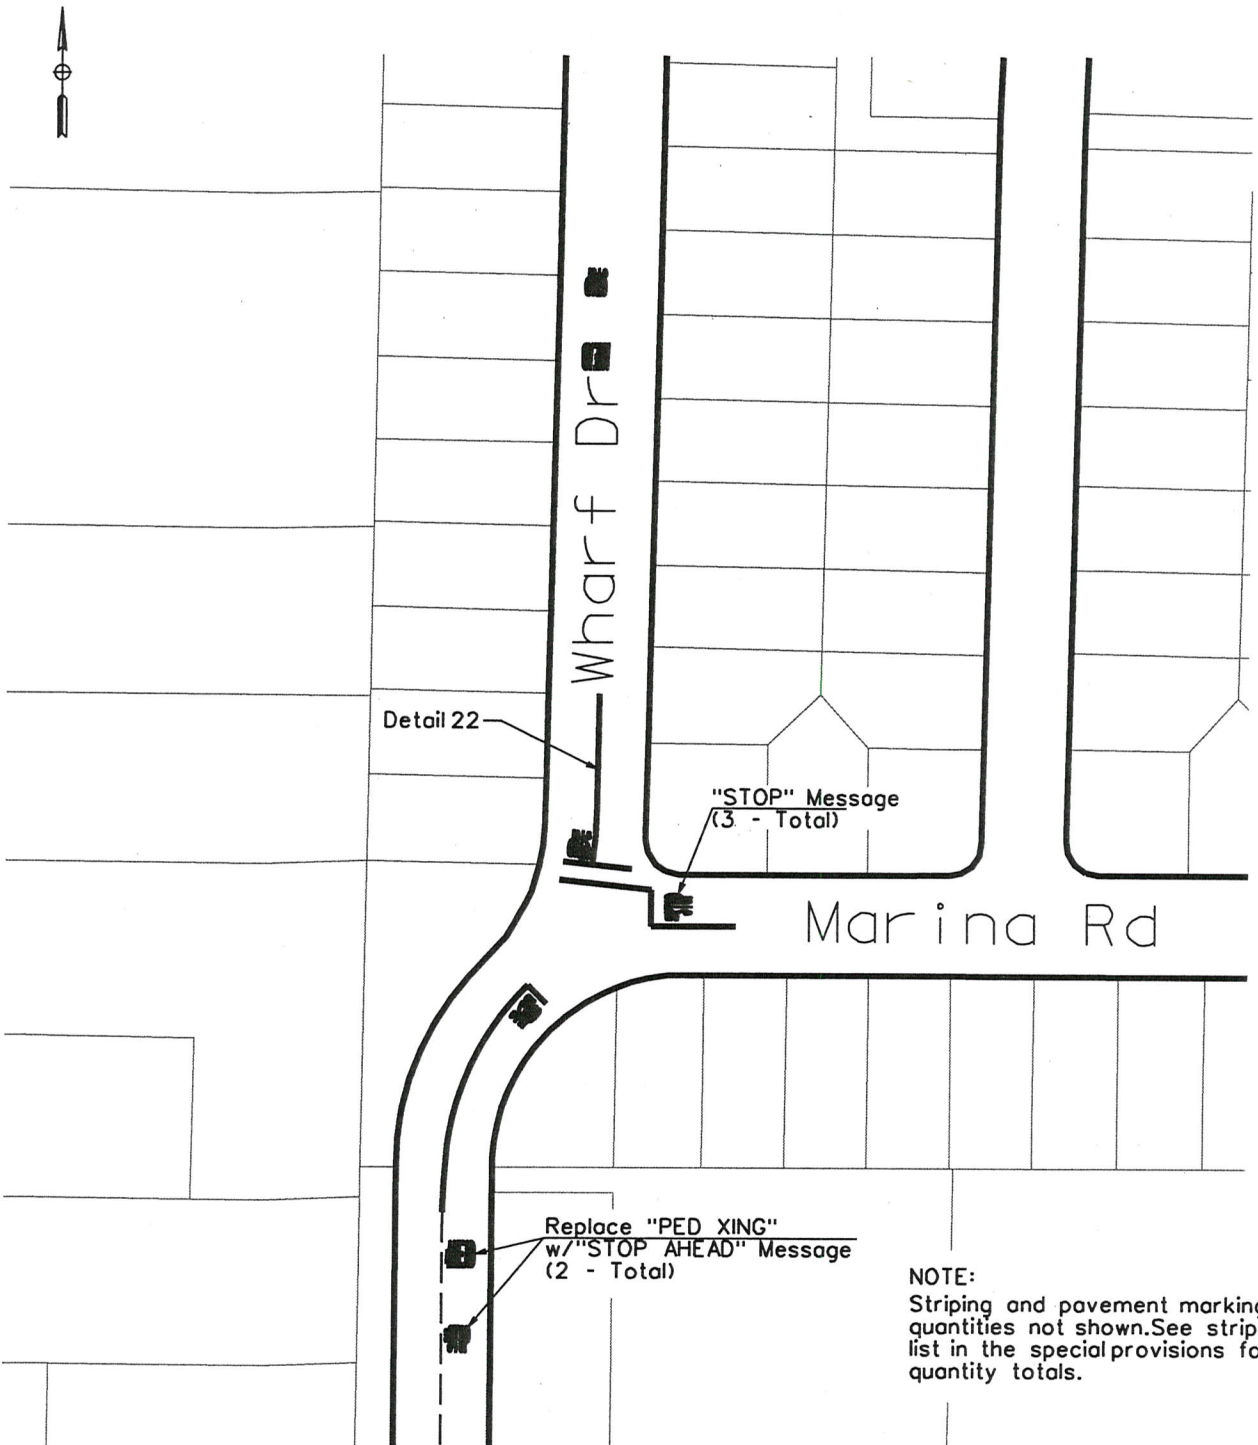 Wharf Dr
Detail 22
"STOP" Message
(3 - Total)
Marina Rd
Replace "PED XING"
w/"STOP AHEAD" Message
(2 - Total)
NOTE:
Striping and pavement marking
quantities not shown.See strip
list in the special provisions fo
quantity totals.